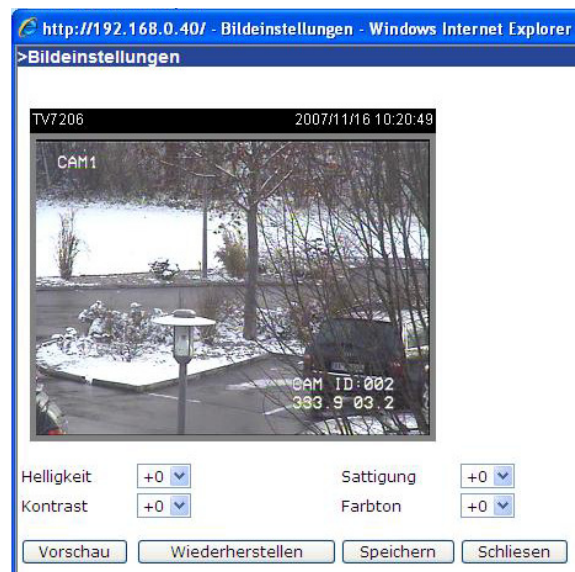 http://192.168.0.40/ - Bildeinstellungen - Windows Internet Explorer
>Bildeinstellungen
TV7206 2007/11/16 10:20:49
CAM1
CAM ID:002
333.9 03.2
Helligkeit +0 Sattigung +0
Kontrast +0 Farbton +0
Vorschau Wiederherstellen Speichern Schliesen